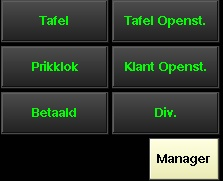 Tafel Tafel Openst.
Prikklok Klant Openst.
Betaald Div.
Manager